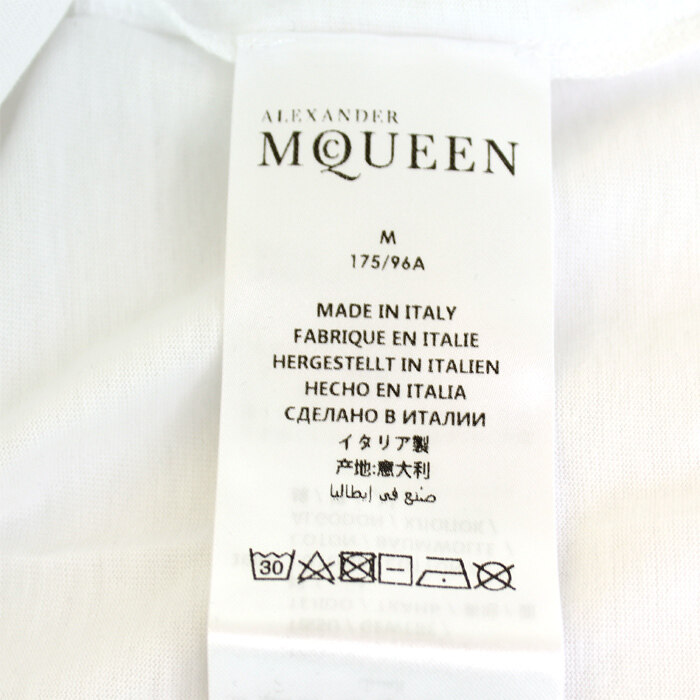 ALEXANDER
McQUEEN
M
175/96A
MADE IN ITALY
FABRIQUE EN ITALIE
HERGESTELLT IN ITALIEN
HECHO EN ITALIA
СДЕЛАНО В ИТАЛИИ
イタリア製
产地:意大利
صنع في إيطاليا
30